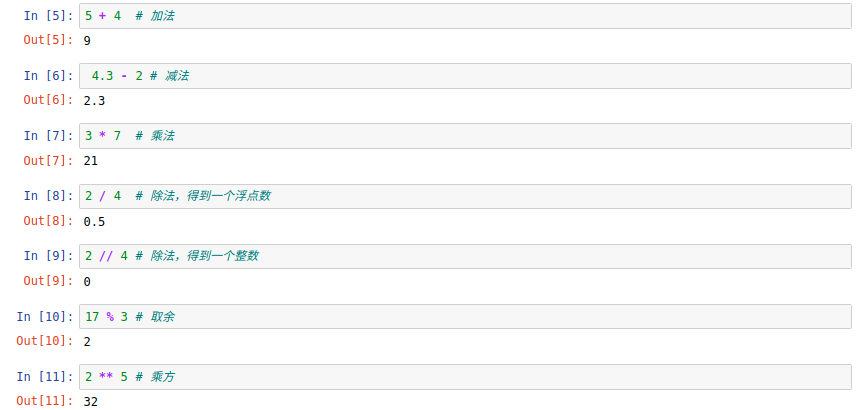 In [5]: 5 + 4  # 加法
Out[5]: 9
In [6]:  4.3 - 2 # 减法
Out[6]: 2.3
In [7]: 3 * 7  # 乘法
Out[7]: 21
In [8]: 2 / 4  # 除法，得到一个浮点数
Out[8]: 0.5
In [9]: 2 // 4 # 除法，得到一个整数
Out[9]: 0
In [10]: 17 % 3 # 取余
Out[10]: 2
In [11]: 2 ** 5 # 乘方
Out[11]: 32